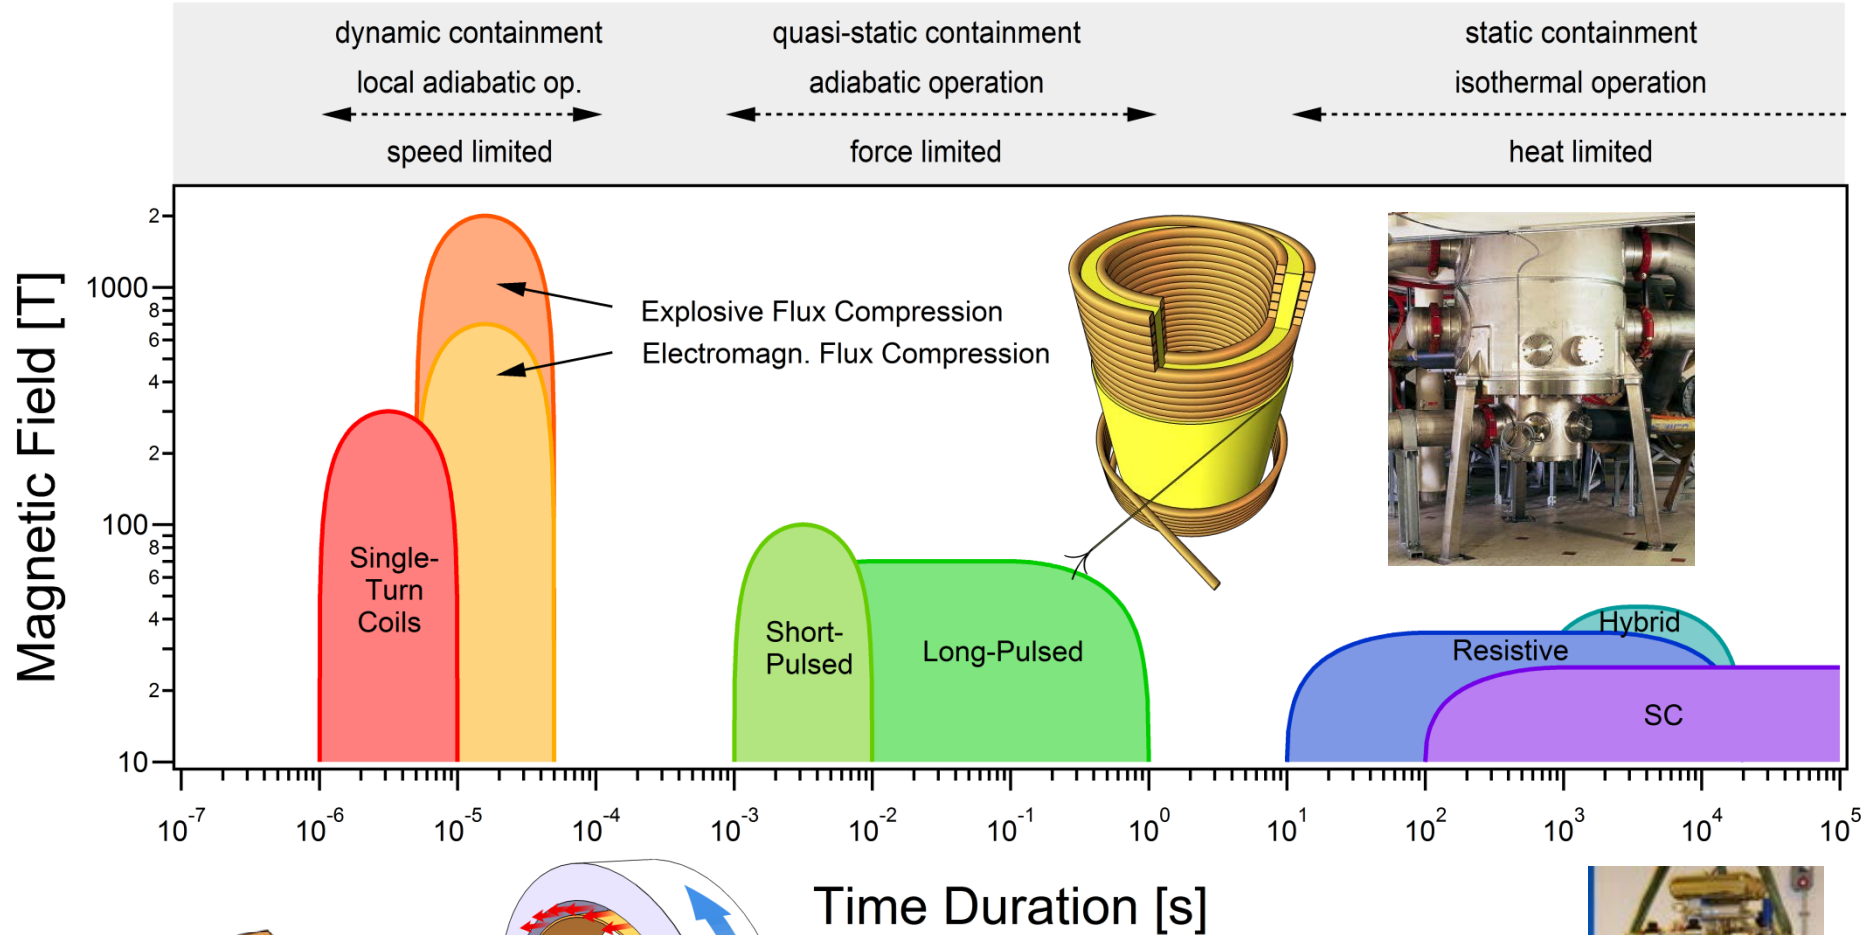 dynamic containment
local adiabatic op.
speed limited
quasi-static containment
adiabatic operation
force limited
static containment
isothermal operation
heat limited
Magnetic Field [T]
2
1000
8
6
4
2
100
8
6
4
2
10
Explosive Flux Compression
Electromagn. Flux Compression
Single-
Turn
Coils
Short-
Pulsed
Long-Pulsed
Hybrid
Resistive
SC
10⁻⁷ 10⁻⁶ 10⁻⁵ 10⁻⁴ 10⁻³ 10⁻² 10⁻¹ 10⁰ 10¹ 10² 10³ 10⁴ 10⁵
Time Duration [s]